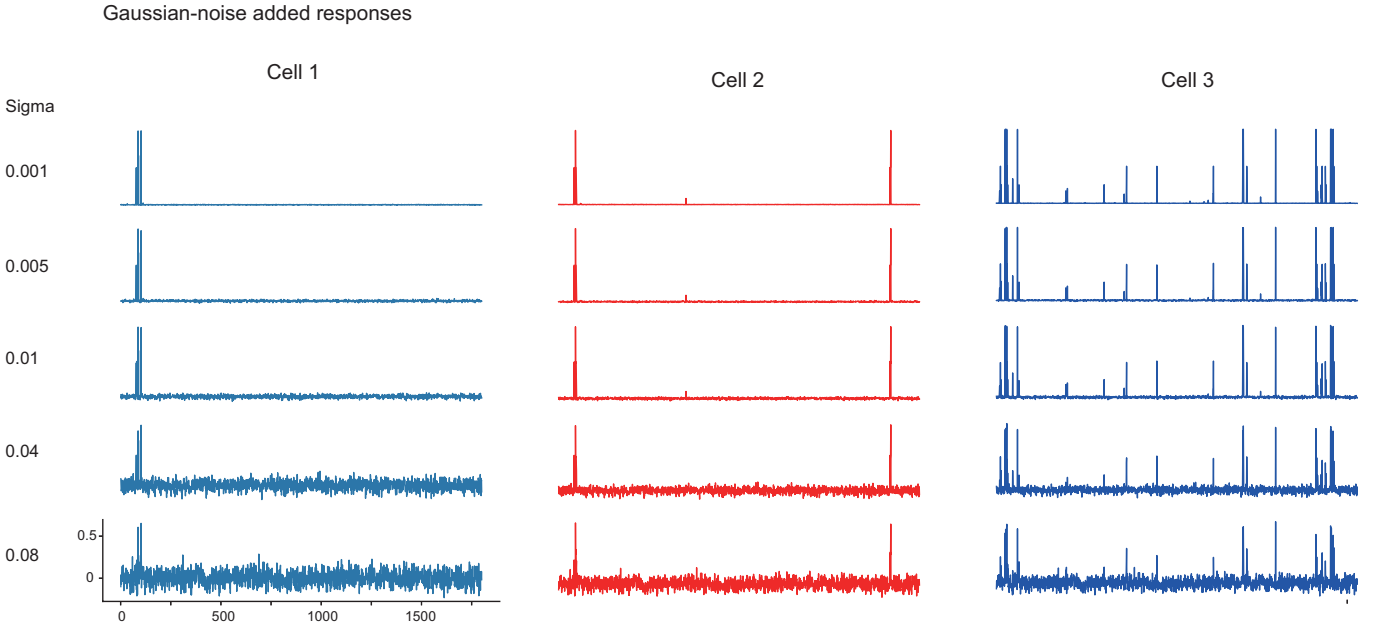 Gaussian-noise added responses
Cell 1
Cell 2
Cell 3
Sigma
0.001
0.005
0.01
0.04
0.08
0.5
0
0
500
1000
1500